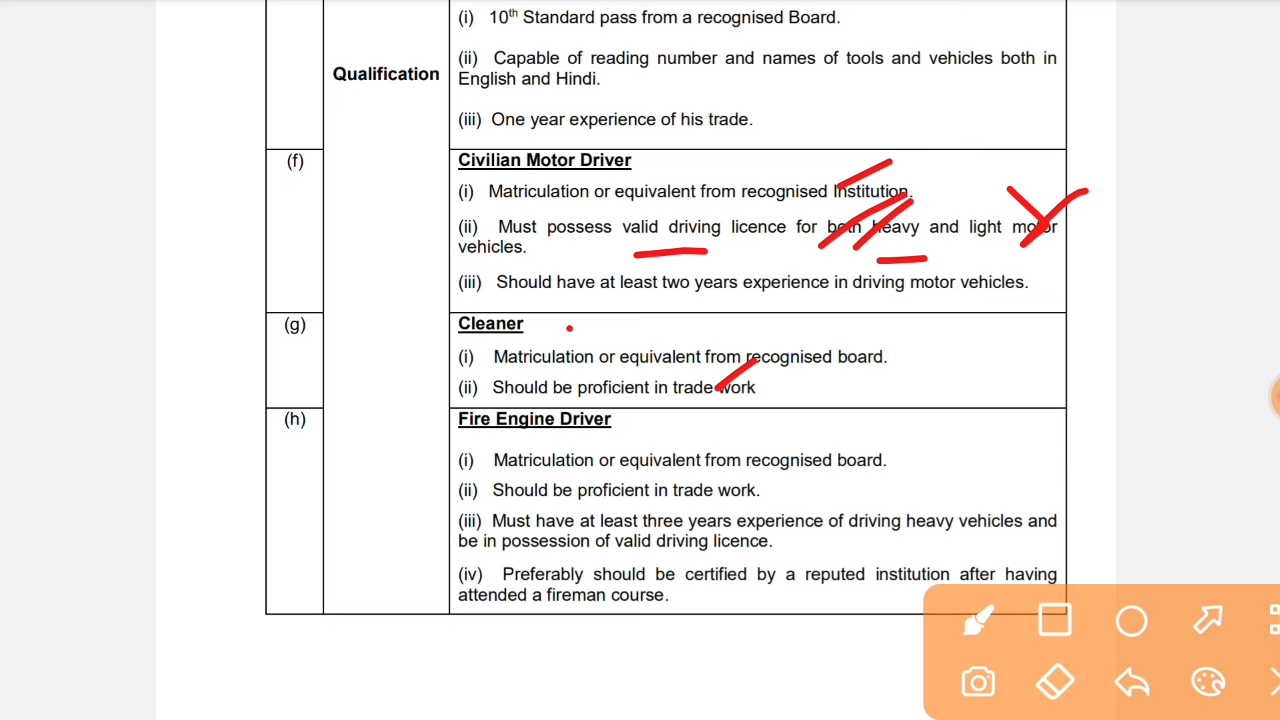 (i) 10th Standard pass from a recognised Board.
(ii) Capable of reading number and names of tools and vehicles both in
English and Hindi.
Qualification
(iii) One year experience of his trade.
(f)
Civilian Motor Driver
(i) Matriculation or equivalent from recognised Institution.
(ii) Must possess valid driving licence for both heavy and light motor
vehicles.
(iii) Should have at least two years experience in driving motor vehicles.
(g)
Cleaner
(i) Matriculation or equivalent from recognised board.
(ii) Should be proficient in trade work
(h)
Fire Engine Driver
(i) Matriculation or equivalent from recognised board.
(ii) Should be proficient in trade work.
(iii) Must have at least three years experience of driving heavy vehicles and
be in possession of valid driving licence.
(iv) Preferably should be certified by a reputed institution after having
attended a fireman course.